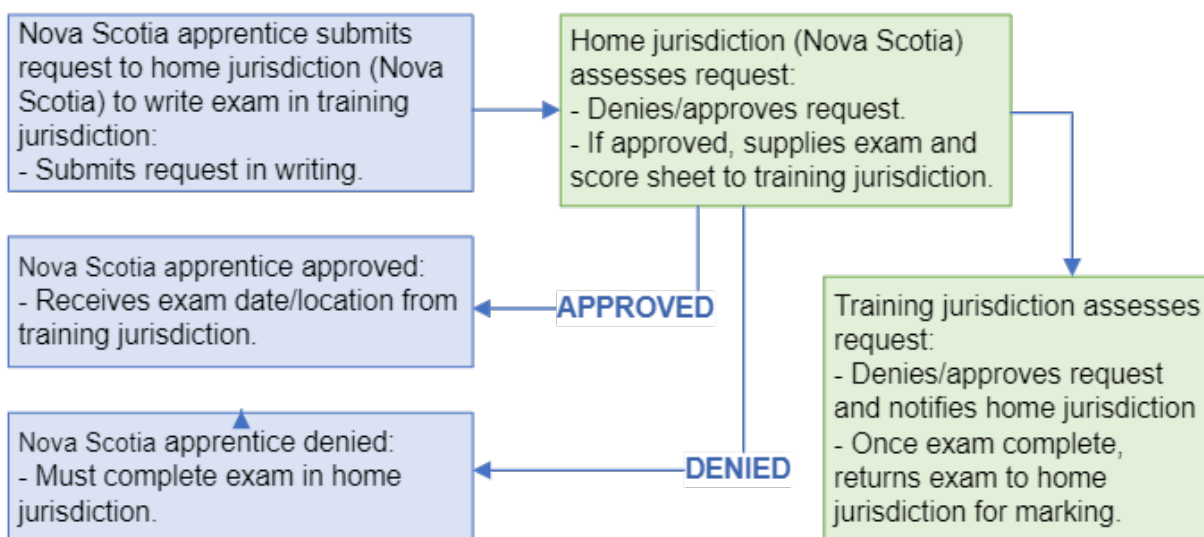 Nova Scotia apprentice submits
request to home jurisdiction (Nova
Scotia) to write exam in training
jurisdiction:
- Submits request in writing.
Home jurisdiction (Nova Scotia)
assesses request:
- Denies/approves request.
- If approved, supplies exam and
score sheet to training jurisdiction.
Nova Scotia apprentice approved:
- Receives exam date/location from
training jurisdiction.
APPROVED
Training jurisdiction assesses
request:
- Denies/approves request
and notifies home jurisdiction
- Once exam complete,
returns exam to home
jurisdiction for marking.
Nova Scotia apprentice denied:
- Must complete exam in home
jurisdiction.
DENIED